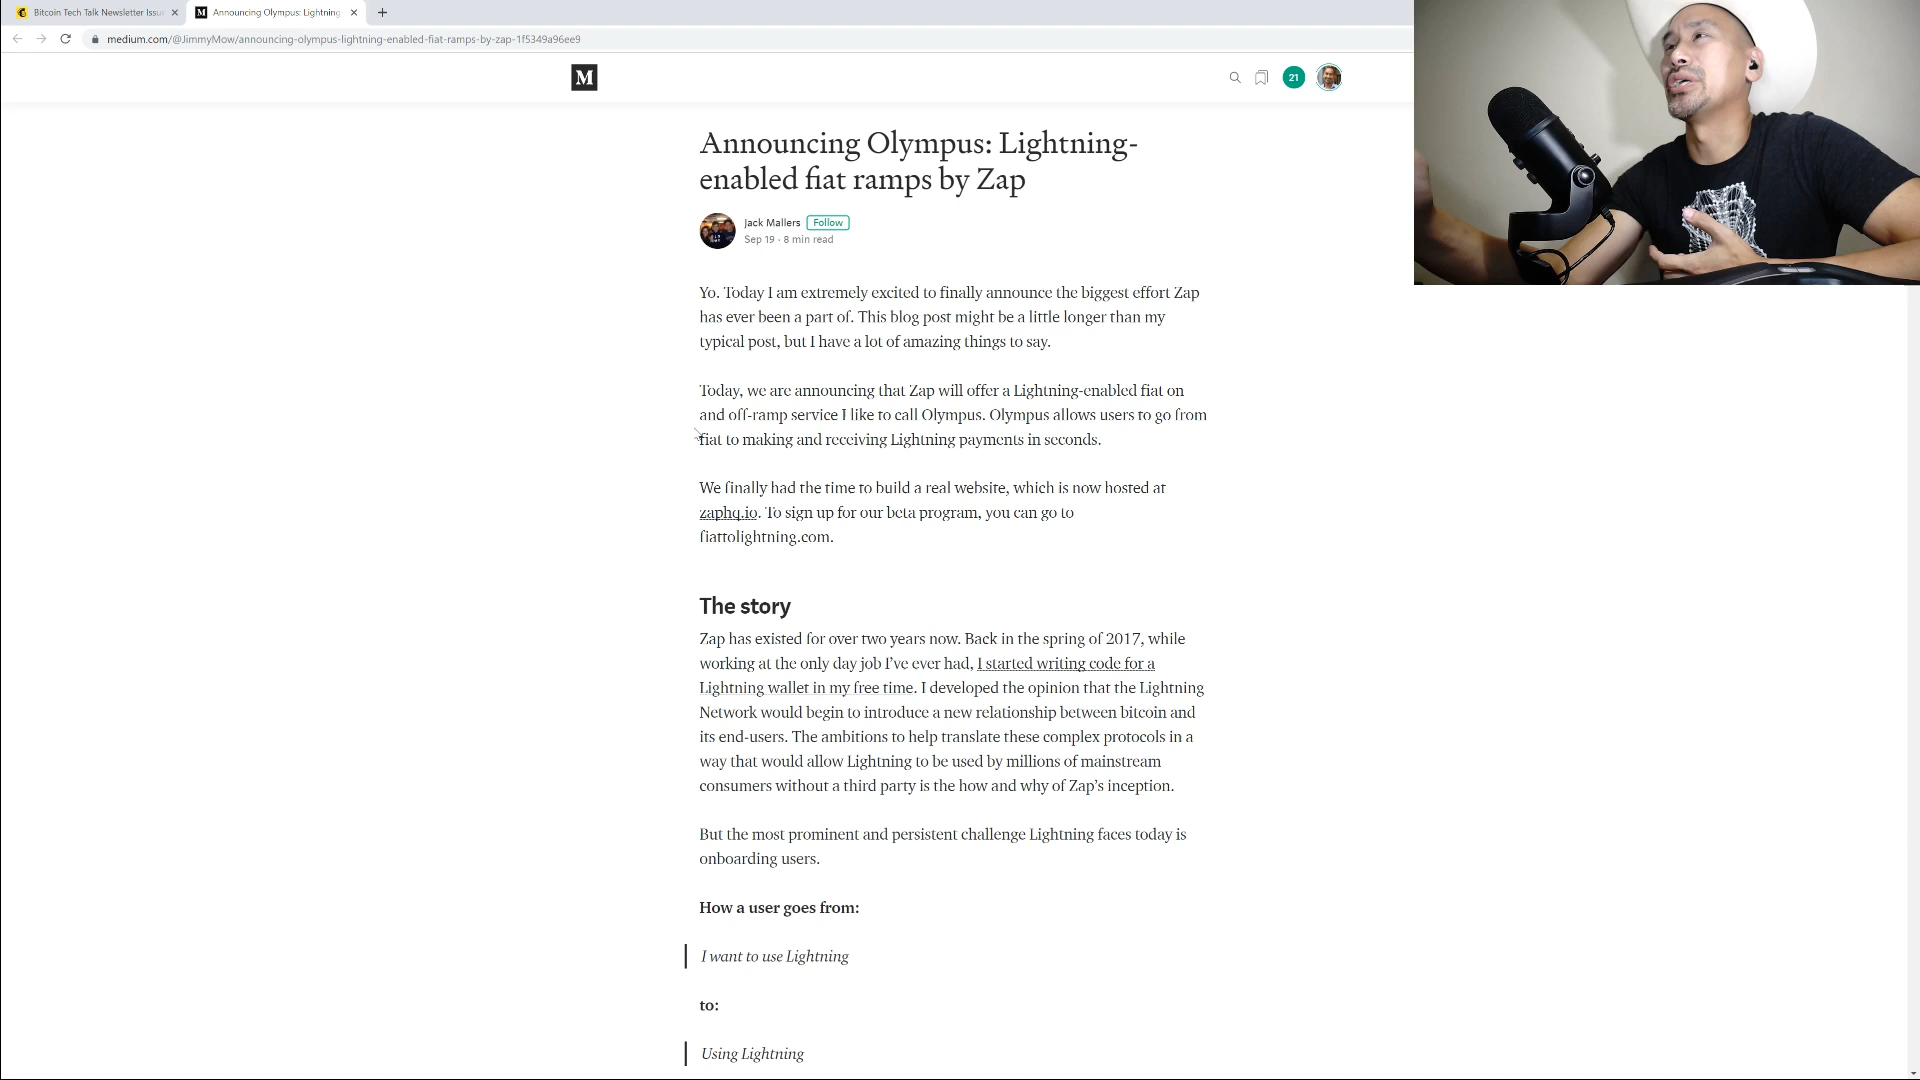 Bitcoin Tech Talk Newsletter Issu
Announcing Olympus: Lightning
medium.com/@JimmyMow/announcing-olympus-lightning-enabled-fiat-ramps-by-zap-1f5349a96ee9
M
21
Announcing Olympus: Lightning-
enabled fiat ramps by Zap
Jack Mallers Follow
Sep 19 · 8 min read
Yo. Today I am extremely excited to finally announce the biggest effort Zap
has ever been a part of. This blog post might be a little longer than my
typical post, but I have a lot of amazing things to say.
Today, we are announcing that Zap will offer a Lightning-enabled fiat on
and off-ramp service I like to call Olympus. Olympus allows users to go from
fiat to making and receiving Lightning payments in seconds.
We finally had the time to build a real website, which is now hosted at
zaphq.io. To sign up for our beta program, you can go to
fiattolightning.com.
The story
Zap has existed for over two years now. Back in the spring of 2017, while
working at the only day job I’ve ever had, I started writing code for a
Lightning wallet in my free time. I developed the opinion that the Lightning
Network would begin to introduce a new relationship between bitcoin and
its end-users. The ambitions to help translate these complex protocols in a
way that would allow Lightning to be used by millions of mainstream
consumers without a third party is the how and why of Zap’s inception.
But the most prominent and persistent challenge Lightning faces today is
onboarding users.
How a user goes from:
I want to use Lightning
to:
Using Lightning